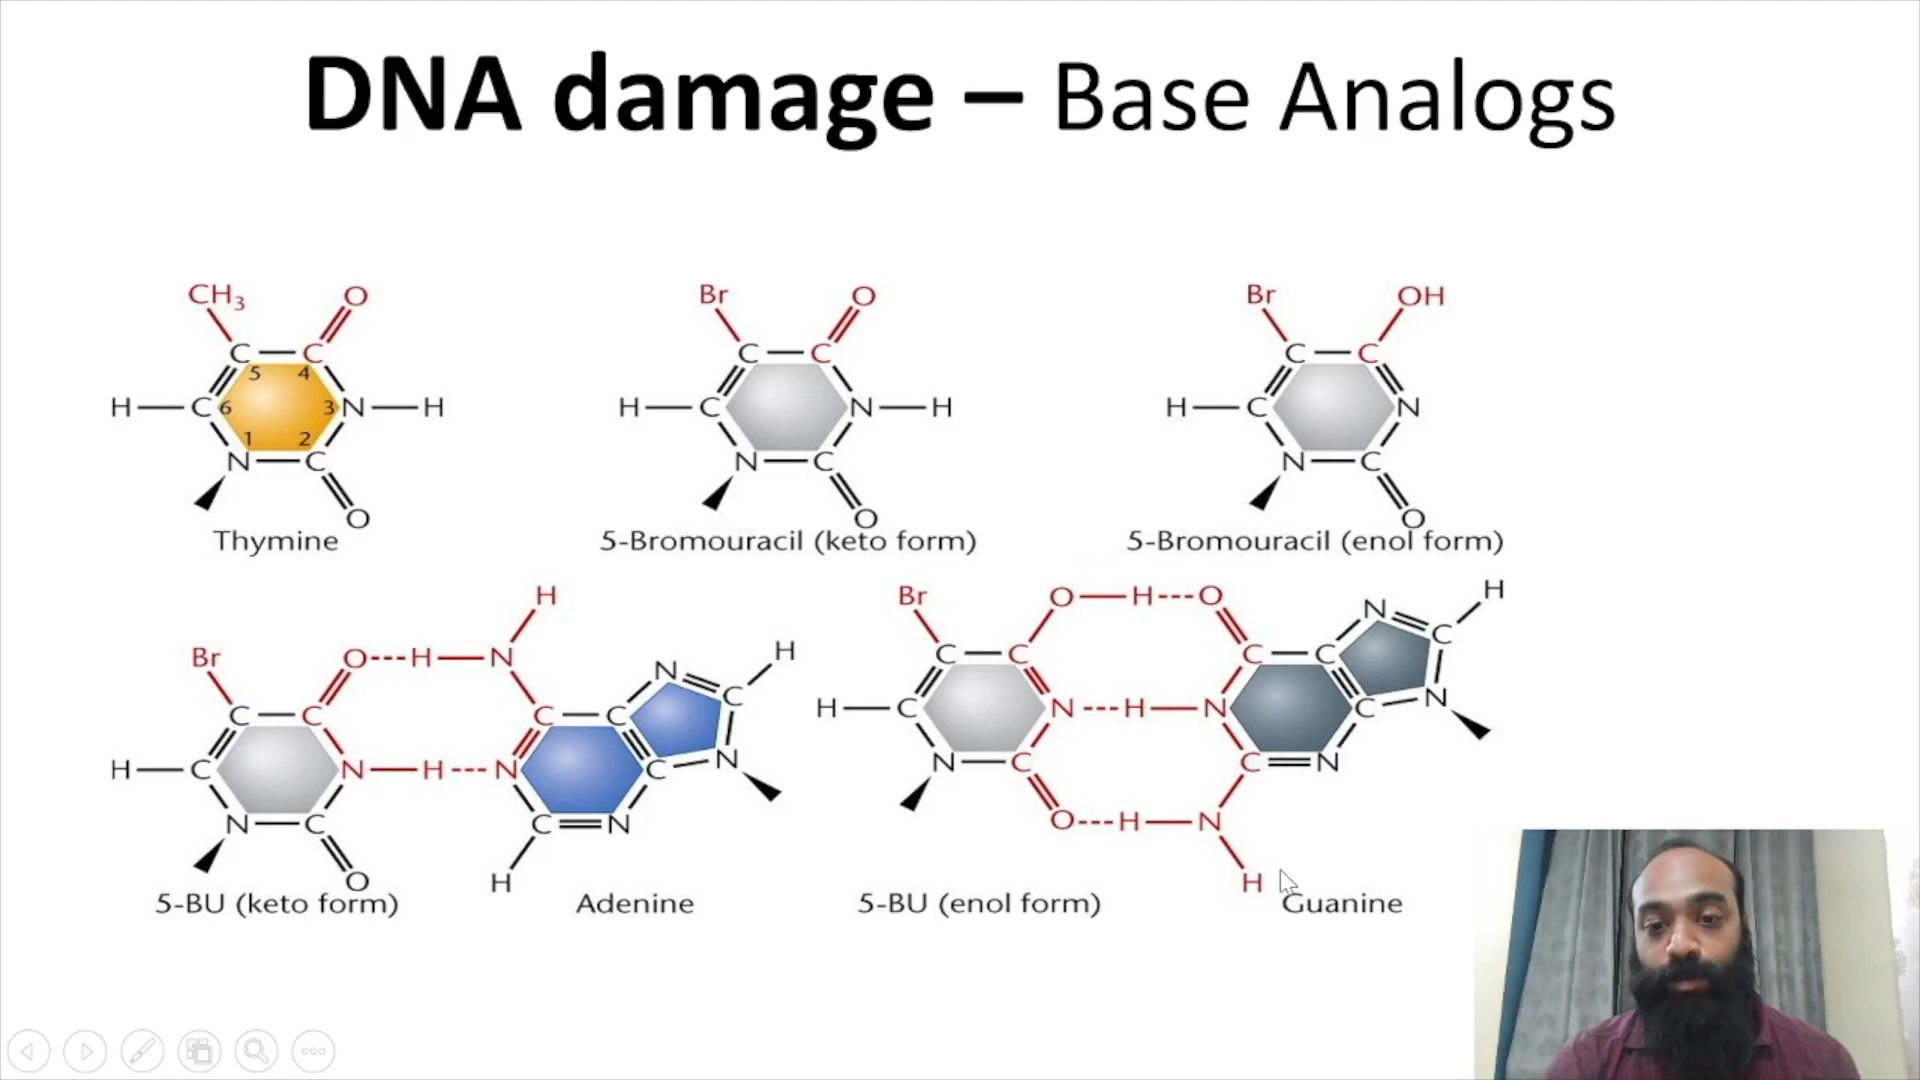 DNA damage – Base Analogs
CH3 O
C C
5 4
H C 6 3 N H
1 2
N C
O
Thymine
Br O
C C
H C N H
N C
O
5-Bromouracil (keto form)
Br OH
C C
H C N
N C
O
5-Bromouracil (enol form)
H
Br O---H N N H
C C C C C
H C N H---N C N
N C C N
O H
5-BU (keto form) Adenine
H
Br O H---O N C
C C C C
H C N---H N C N
N C C N
O---H N
H
5-BU (enol form) Guanine